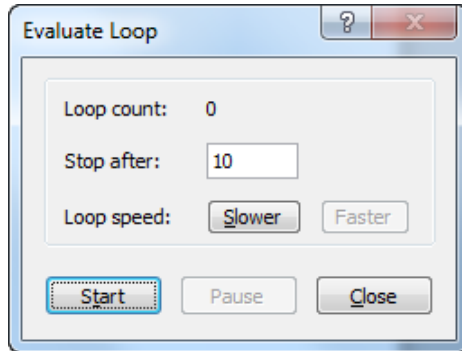 Evaluate Loop ?
Loop count: 0
Stop after: 10
Loop speed: Slower Faster
Start Pause Close